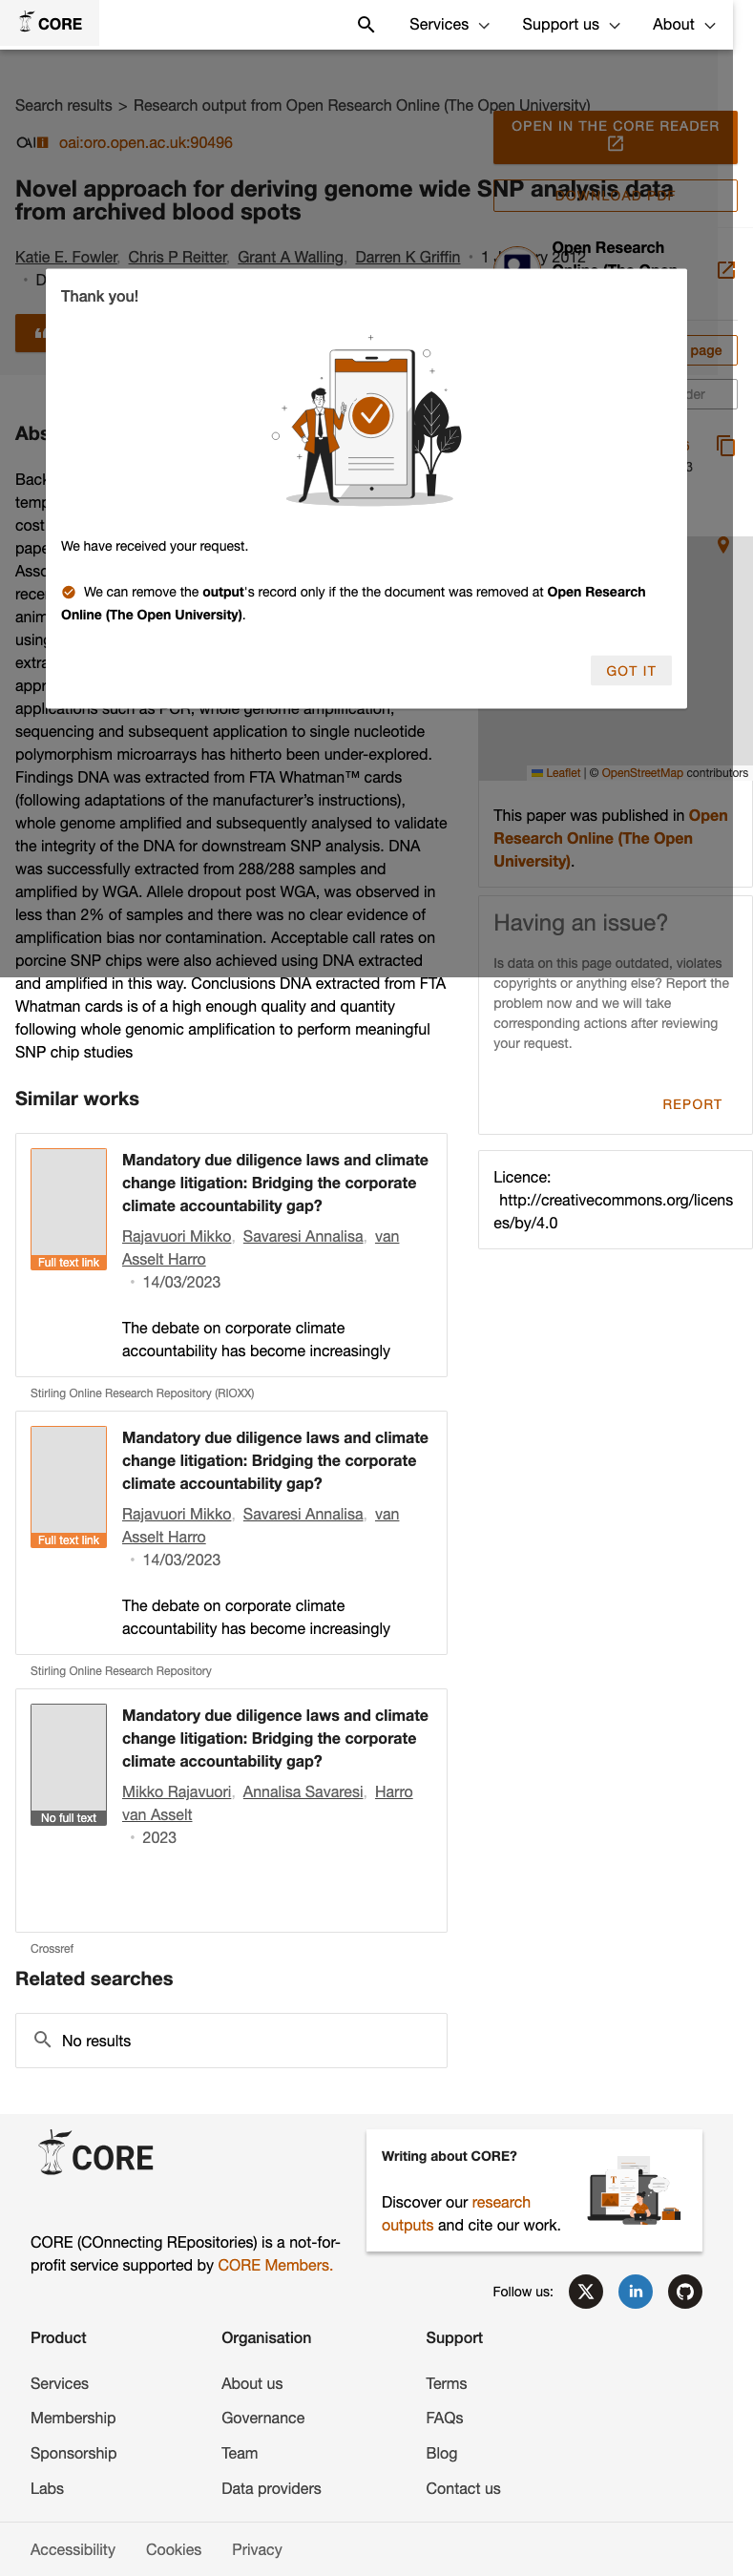 CORE
Services
Support us
About
Search results > Research output from Open Research Online (The Open University)
OAI oai:oro.open.ac.uk:90496
OPEN IN THE CORE READER
DOWNLOAD PDF
Novel approach for deriving genome wide SNP analysis data
from archived blood spots
Katie E. Fowler, Chris P Reitter, Grant A Walling, Darren K Griffin • 1 January 2012
Open Research
Online (The Open
Thank you!
page
We have received your request.
We can remove the output's record only if the the document was removed at Open Research
Online (The Open University).
GOT IT
applications such as PCR, whole genome amplification,
sequencing and subsequent application to single nucleotide
polymorphism microarrays has hitherto been under-explored.
Findings DNA was extracted from FTA Whatman™ cards
(following adaptations of the manufacturer’s instructions),
whole genome amplified and subsequently analysed to validate
the integrity of the DNA for downstream SNP analysis. DNA
was successfully extracted from 288/288 samples and
amplified by WGA. Allele dropout post WGA, was observed in
less than 2% of samples and there was no clear evidence of
amplification bias nor contamination. Acceptable call rates on
porcine SNP chips were also achieved using DNA extracted
and amplified in this way. Conclusions DNA extracted from FTA
Whatman cards is of a high enough quality and quantity
following whole genomic amplification to perform meaningful
SNP chip studies
Leaflet | © OpenStreetMap contributors
This paper was published in Open
Research Online (The Open
University).
Having an issue?
Is data on this page outdated, violates
copyrights or anything else? Report the
problem now and we will take
corresponding actions after reviewing
your request.
REPORT
Licence:
http://creativecommons.org/licens
es/by/4.0
Similar works
Full text link
Mandatory due diligence laws and climate
change litigation: Bridging the corporate
climate accountability gap?
Rajavuori Mikko, Savaresi Annalisa, van
Asselt Harro
• 14/03/2023
The debate on corporate climate
accountability has become increasingly
Stirling Online Research Repository (RIOXX)
Full text link
Mandatory due diligence laws and climate
change litigation: Bridging the corporate
climate accountability gap?
Rajavuori Mikko, Savaresi Annalisa, van
Asselt Harro
• 14/03/2023
The debate on corporate climate
accountability has become increasingly
Stirling Online Research Repository
No full text
Mandatory due diligence laws and climate
change litigation: Bridging the corporate
climate accountability gap?
Mikko Rajavuori, Annalisa Savaresi, Harro
van Asselt
• 2023
Crossref
Related searches
No results
CORE
CORE (COnnecting REpositories) is a not-for-
profit service supported by CORE Members.
Writing about CORE?
Discover our research
outputs and cite our work.
Follow us:
Product
Services
Membership
Sponsorship
Labs
Organisation
About us
Governance
Team
Data providers
Support
Terms
FAQs
Blog
Contact us
Accessibility
Cookies
Privacy